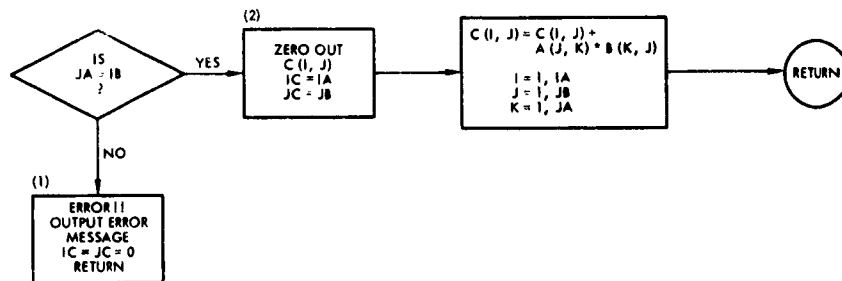 IS
JA = IB
?
YES
NO
(1)
ERROR!!
OUTPUT ERROR
MESSAGE
IC = JC = 0
RETURN
(2)
ZERO OUT
C (I, J)
IC = IA
JC = JB
C (I, J) = C (I, J) +
A (J, K) * B (K, J)
I = 1, IA
J = 1, JB
K = 1, JA
RETURN